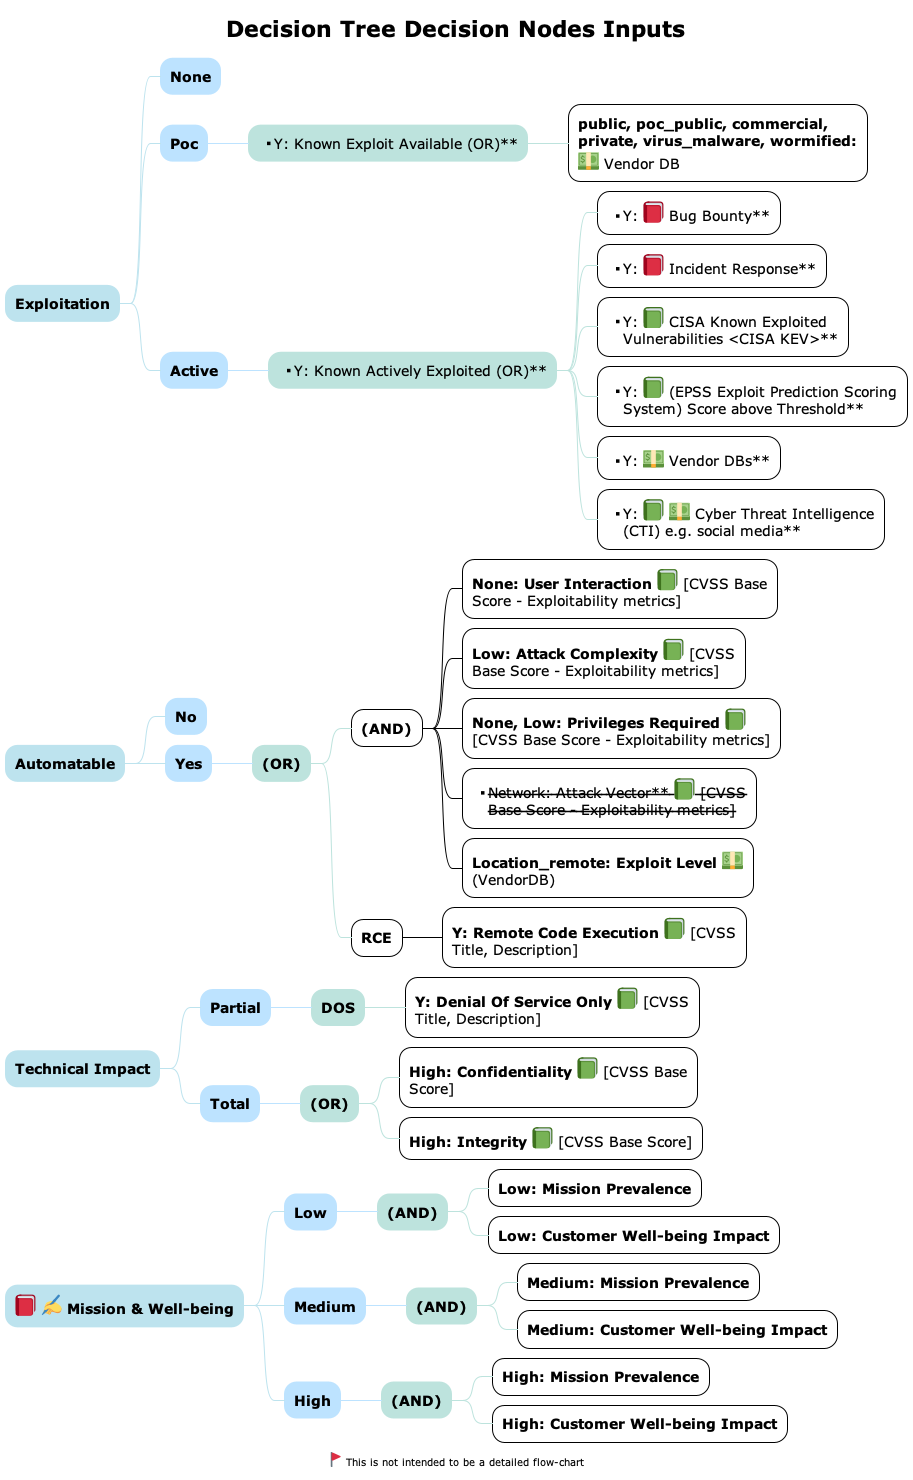 Decision Tree Decision Nodes Inputs
None
Poc
▪Y: Known Exploit Available (OR)**
public, poc_public, commercial,
private, virus_malware, wormified:
💵 Vendor DB
Exploitation
Active
▪Y: Known Actively Exploited (OR)**
▪Y: 📕 Bug Bounty**
▪Y: 📕 Incident Response**
▪Y: 📗 CISA Known Exploited
Vulnerabilities <CISA KEV>**
▪Y: 📗 (EPSS Exploit Prediction Scoring
System) Score above Threshold**
▪Y: 💵 Vendor DBs**
▪Y: 📗 💵 Cyber Threat Intelligence
(CTI) e.g. social media**
Automatable
No
Yes
(OR)
(AND)
None: User Interaction 📗 [CVSS Base
Score - Exploitability metrics]
Low: Attack Complexity 📗 [CVSS
Base Score - Exploitability metrics]
None, Low: Privileges Required 📗
[CVSS Base Score - Exploitability metrics]
▪Network: Attack Vector** 📗 [CVSS
Base Score - Exploitability metrics]
Location_remote: Exploit Level 💵
(VendorDB)
RCE
Y: Remote Code Execution 📗 [CVSS
Title, Description]
Technical Impact
Partial
DOS
Y: Denial Of Service Only 📗 [CVSS
Title, Description]
Total
(OR)
High: Confidentiality 📗 [CVSS Base
Score]
High: Integrity 📗 [CVSS Base Score]
📕 ✍️ Mission & Well-being
Low
(AND)
Low: Mission Prevalence
Low: Customer Well-being Impact
Medium
(AND)
Medium: Mission Prevalence
Medium: Customer Well-being Impact
High
(AND)
High: Mission Prevalence
High: Customer Well-being Impact
🚩 This is not intended to be a detailed flow-chart